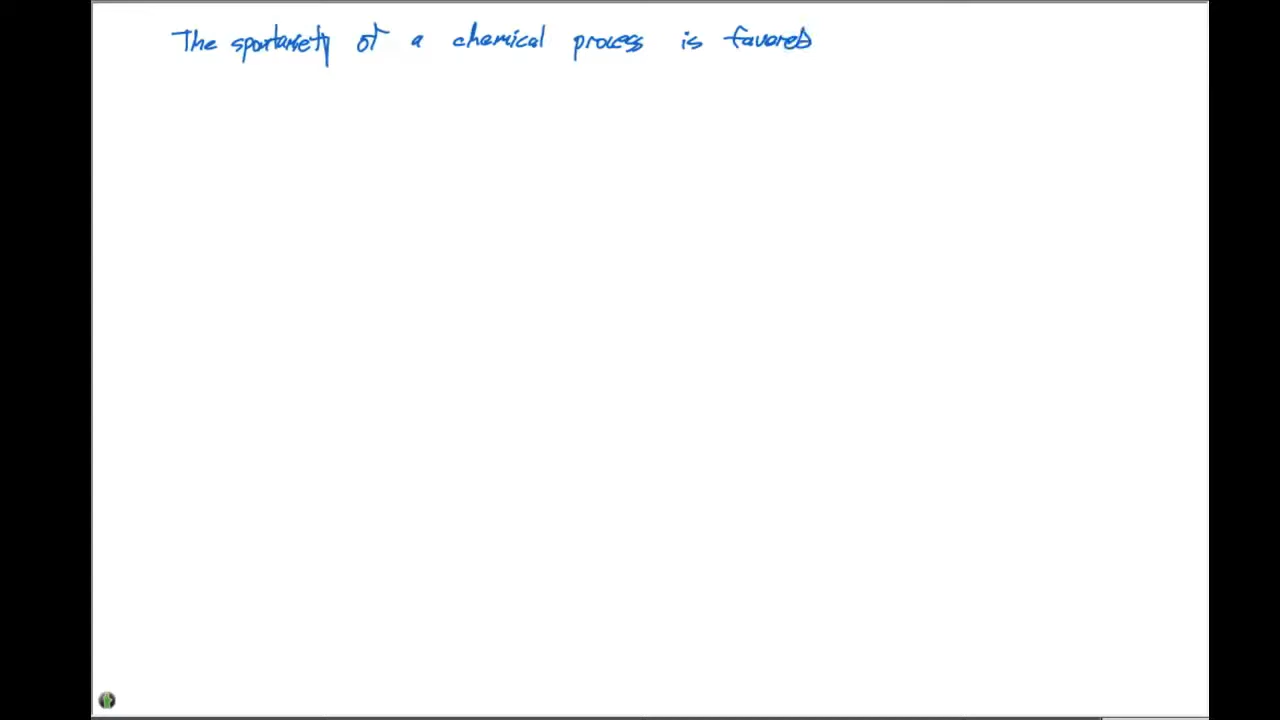 The spontaneity of a chemical process is favored